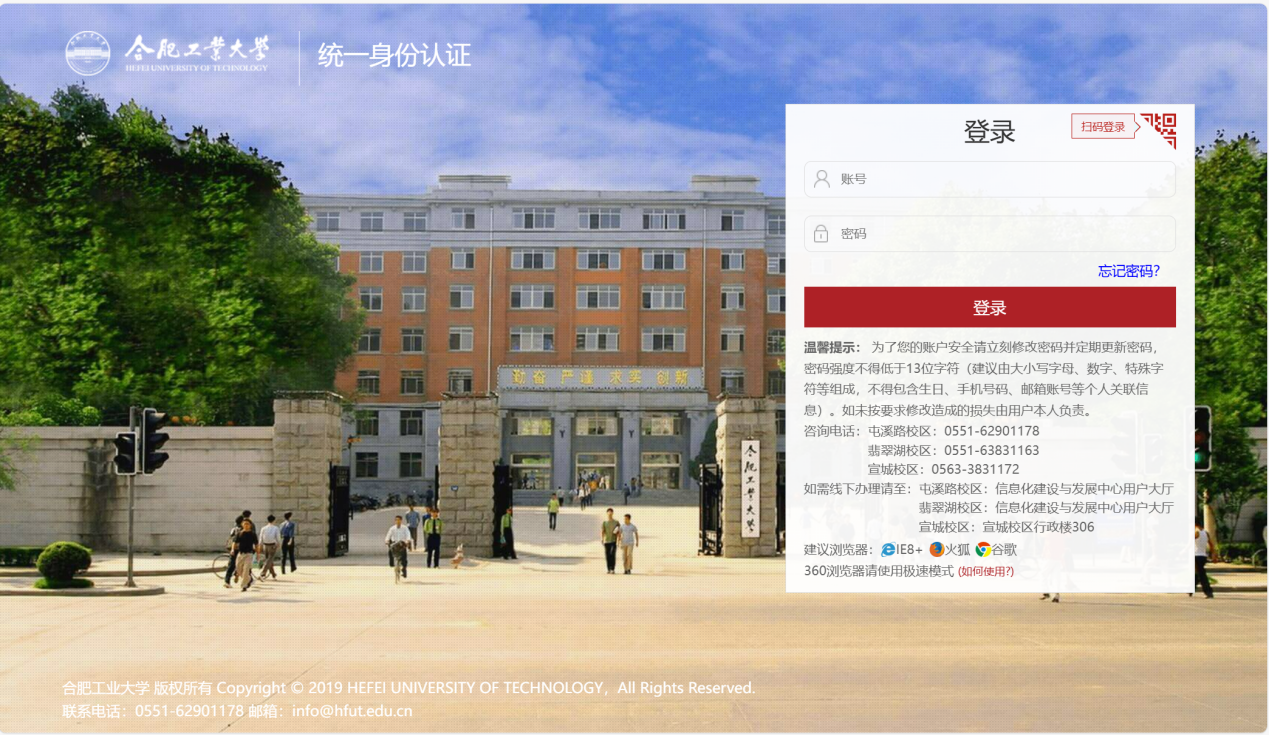 合肥工业大学
HEFEI UNIVERSITY OF TECHNOLOGY
统一身份认证
登录
扫码登录
账号
密码
忘记密码?
登录
温馨提示： 为了您的账户安全请立刻修改密码并定期更新密码，
密码强度不得低于13位字符（建议由大小写字母、数字、特殊字
符等组成，不得包含生日、手机号码、邮箱账号等个人关联信
息）。如未按要求修改造成的损失由用户本人负责。
咨询电话：屯溪路校区：0551-62901178
翡翠湖校区：0551-63831163
宣城校区：0563-3831172
如需线下办理请至：屯溪路校区：信息化建设与发展中心用户大厅
翡翠湖校区：信息化建设与发展中心用户大厅
宣城校区：宣城校区行政楼306
建议浏览器：IE8+ 火狐 谷歌
360浏览器请使用极速模式 (如何使用?)
勤奋 严谨 求实 创新
合肥工业大学
合肥工业大学 版权所有 Copyright © 2019 HEFEI UNIVERSITY OF TECHNOLOGY，All Rights Reserved.
联系电话：0551-62901178 邮箱：info@hfut.edu.cn